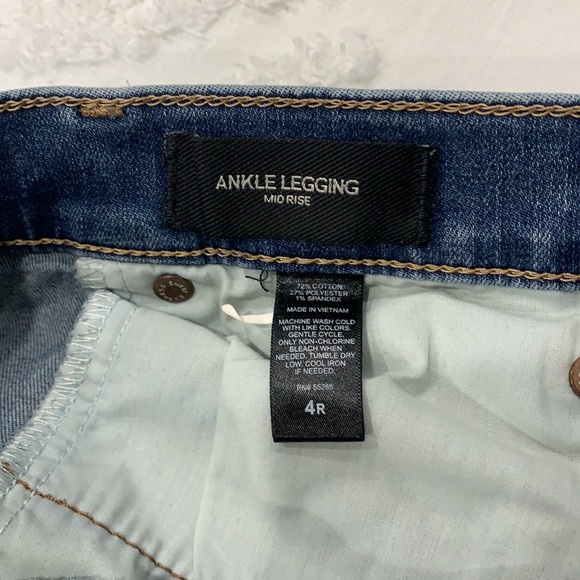 ANKLE LEGGING
MID RISE
72% COTTON
27% POLYESTER
1% SPANDEX
MADE IN VIETNAM
MACHINE WASH COLD
WITH LIKE COLORS.
GENTLE CYCLE.
ONLY NON-CHLORINE
BLEACH WHEN
NEEDED. TUMBLE DRY
LOW. COOL IRON
IF NEEDED.
RN# 55285
4R